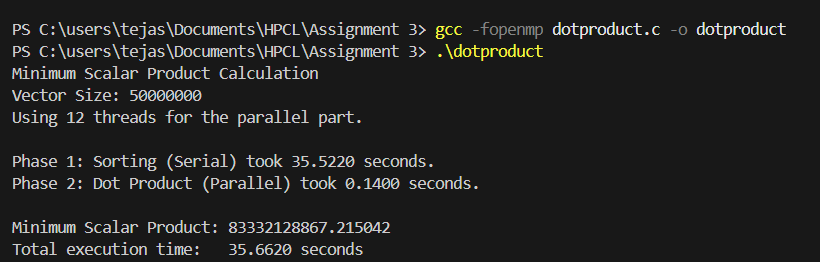 PS C:\users\tejas\Documents\HPCL\Assignment 3> gcc -fopenmp dotproduct.c -o dotproduct
PS C:\users\tejas\Documents\HPCL\Assignment 3> .\dotproduct
Minimum Scalar Product Calculation
Vector Size: 50000000
Using 12 threads for the parallel part.

Phase 1: Sorting (Serial) took 35.5220 seconds.
Phase 2: Dot Product (Parallel) took 0.1400 seconds.

Minimum Scalar Product: 83332128867.215042
Total execution time:   35.6620 seconds